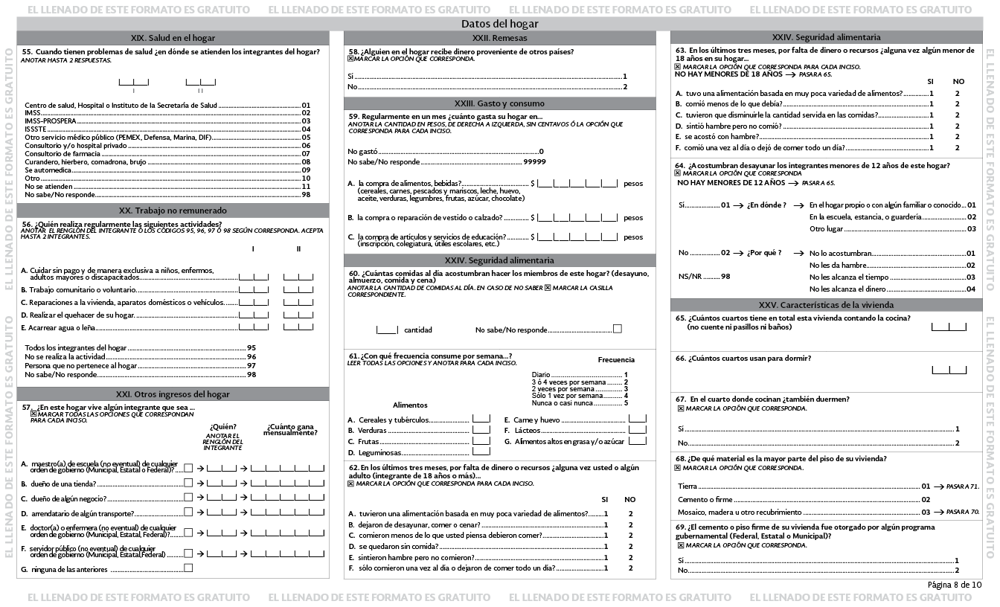 EL LLENADO DE ESTE FORMATO ES GRATUITO EL LLENADO DE ESTE FORMATO ES GRATUITO EL LLENADO DE ESTE FORMATO ES GRATUITO EL LLENADO DE ESTE FORMATO ES GRATUITO
Datos del hogar
XIX. Salud en el hogar
55. Cuando tienen problemas de salud ¿en dónde se atienden los integrantes del hogar?
ANOTAR HASTA 2 RESPUESTAS.
I II
Centro de salud, Hospital o Instituto de la Secretaría de Salud 01
IMSS 02
IMSS-PROSPERA 03
ISSSTE 04
Otro servicio médico público (PEMEX, Defensa, Marina, DIF) 05
Consultorio y/o hospital privado 06
Consultorio de farmacia 07
Curandero, hierbero, comadrona, brujo 08
Se automedica 09
Otro 10
No se atienden 11
No sabe/No responde 98
XX. Trabajo no remunerado
56. ¿Quién realiza regularmente las siguientes actividades?
ANOTAR EL RENGLÓN DEL INTEGRANTE O LOS CÓDIGOS 95, 96, 97 Ó 98 SEGÚN CORRESPONDA. ACEPTA
HASTA 2 INTEGRANTES.
I II
A. Cuidar sin pago y de manera exclusiva a niños, enfermos,
adultos mayores o discapacitados
B. Trabajo comunitario o voluntario
C. Reparaciones a la vivienda, aparatos domésticos o vehículos
D. Realizar el quehacer de su hogar.
E. Acarrear agua o leña
Todos los integrantes del hogar 95
No se realiza la actividad 96
Persona que no pertenece al hogar 97
No sabe/No responde 98
XXI. Otros ingresos del hogar
57. ¿En este hogar vive algún integrante que sea ...
☒ MARCAR TODAS LAS OPCIONES QUE CORRESPONDAN
PARA CADA INCISO.
¿Quién? ¿Cuánto gana
mensualmente?
ANOTAR EL
RENGLÓN DEL
INTEGRANTE
A. maestro(a) de escuela (no eventual) de cualquier
orden de gobierno (Municipal, Estatal o Federal)? → →
B. dueño de una tienda? → →
C. dueño de algún negocio? → →
D. arrendatario de algún transporte? → →
E. doctor(a) o enfermera (no eventual) de cualquier
orden de gobierno (Municipal, Estatal, Federal)? → →
F. servidor público (no eventual) de cualquier
orden de gobierno (Municipal, Estatal,Federal) → →
G. ninguna de las anteriores
XXII. Remesas
58. ¿Alguien en el hogar recibe dinero proveniente de otros países?
☒ MARCAR LA OPCIÓN QUE CORRESPONDA.
Sí 1
No 2
XXIII. Gasto y consumo
59. Regularmente en un mes ¿cuánto gasta su hogar en...
ANOTAR LA CANTIDAD EN PESOS, DE DERECHA A IZQUIERDA, SIN CENTAVOS Ó LA OPCIÓN QUE
CORRESPONDA PARA CADA INCISO.
No gastó 0
No sabe/No responde 99999
A. la compra de alimentos, bebidas? $ pesos
(cereales, carnes, pescados y mariscos, leche, huevo,
aceite, verduras, legumbres, frutas, azúcar, chocolate)
B. la compra o reparación de vestido o calzado? $ pesos
C. la compra de artículos y servicios de educación? $ pesos
(inscripción, colegiatura, útiles escolares, etc.)
XXIV. Seguridad alimentaria
60. ¿Cuántas comidas al día acostumbran hacer los miembros de este hogar? (desayuno,
almuerzo, comida y cena)
ANOTAR LA CANTIDAD DE COMIDAS AL DÍA. EN CASO DE NO SABER ☒ MARCAR LA CASILLA
CORRESPONDIENTE.
cantidad No sabe/No responde
61. ¿Con qué frecuencia consume por semana...?
LEER TODAS LAS OPCIONES Y ANOTAR PARA CADA INCISO.
Frecuencia
Diario 1
3 ó 4 veces por semana 2
2 veces por semana 3
Sólo 1 vez por semana 4
Nunca o casi nunca 5
Alimentos
A. Cereales y tubérculos E. Carne y huevo
B. Verduras F. Lácteos
C. Frutas G. Alimentos altos en grasa y/o azúcar
D. Leguminosas
62. En los últimos tres meses, por falta de dinero o recursos ¿alguna vez usted o algún
adulto (integrante de 18 años o más)...
☒ MARCAR LA OPCIÓN QUE CORRESPONDA PARA CADA INCISO.
SI NO
A. tuvieron una alimentación basada en muy poca variedad de alimentos? 1 2
B. dejaron de desayunar, comer o cenar? 1 2
C. comieron menos de lo que usted piensa debieron comer? 1 2
D. se quedaron sin comida? 1 2
E. sintieron hambre pero no comieron? 1 2
F. sólo comieron una vez al día o dejaron de comer todo un día? 1 2
XXIV. Seguridad alimentaria
63. En los últimos tres meses, por falta de dinero o recursos ¿alguna vez algún menor de
18 años en su hogar...
☒ MARCAR LA OPCIÓN QUE CORRESPONDA PARA CADA INCISO.
NO HAY MENORES DE 18 AÑOS → PASAR A 65.
SI NO
A. tuvo una alimentación basada en muy poca variedad de alimentos? 1 2
B. comió menos de lo que debía? 1 2
C. tuvieron que disminuirle la cantidad servida en las comidas? 1 2
D. sintió hambre pero no comió? 1 2
E. se acostó con hambre? 1 2
F. comió una vez al día o dejó de comer todo un día? 1 2
64. ¿Acostumbran desayunar los integrantes menores de 12 años de este hogar?
☒ MARCAR LA OPCIÓN QUE CORRESPONDA
NO HAY MENORES DE 12 AÑOS → PASAR A 65.
Sí 01 → ¿En dónde ? → En el hogar propio o con algún familiar o conocido 01
En la escuela, estancia, o guardería 02
Otro lugar 03
No 02 → ¿Por qué ? → No lo acostumbran 01
No les da hambre 02
NS/NR 98 No les alcanza el tiempo 03
No les alcanza el dinero 04
XXV. Características de la vivienda
65. ¿Cuántos cuartos tiene en total esta vivienda contando la cocina?
(no cuente ni pasillos ni baños)
66. ¿Cuántos cuartos usan para dormir?
67. En el cuarto donde cocinan ¿también duermen?
☒ MARCAR LA OPCIÓN QUE CORRESPONDA.
Sí 1
No 2
68. ¿De qué material es la mayor parte del piso de su vivienda?
☒ MARCAR LA OPCIÓN QUE CORRESPONDA.
Tierra 01 → PASAR A 71.
Cemento o firme 02
Mosaico, madera u otro recubrimiento 03 → PASAR A 70.
69. ¿El cemento o piso firme de su vivienda fue otorgado por algún programa
gubernamental (Federal, Estatal o Municipal)?
☒ MARCAR LA OPCIÓN QUE CORRESPONDA.
Sí 1
No 2
Página 8 de 10
EL LLENADO DE ESTE FORMATO ES GRATUITO EL LLENADO DE ESTE FORMATO ES GRATUITO EL LLENADO DE ESTE FORMATO ES GRATUITO EL LLENADO DE ESTE FORMATO ES GRATUITO
EL LLENADO DE ESTE FORMATO ES GRATUITO EL LLENADO DE ESTE FORMATO ES GRATUITO
EL LLENADO DE ESTE FORMATO ES GRATUITO EL LLENADO DE ESTE FORMATO ES GRATUITO